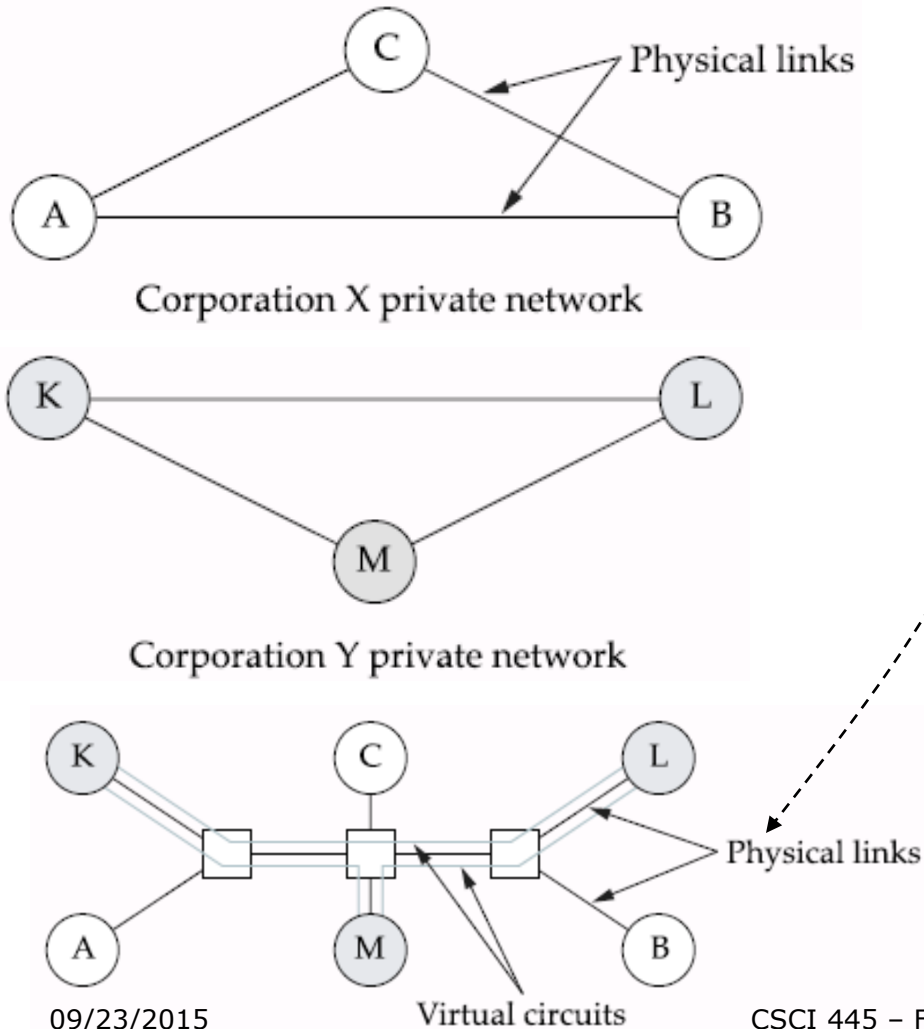 C
Physical links
A
B
Corporation X private network
K
L
M
Corporation Y private network
K
C
L
Physical links
A
M
B
Virtual circuits
09/23/2015
CSCI 445 –